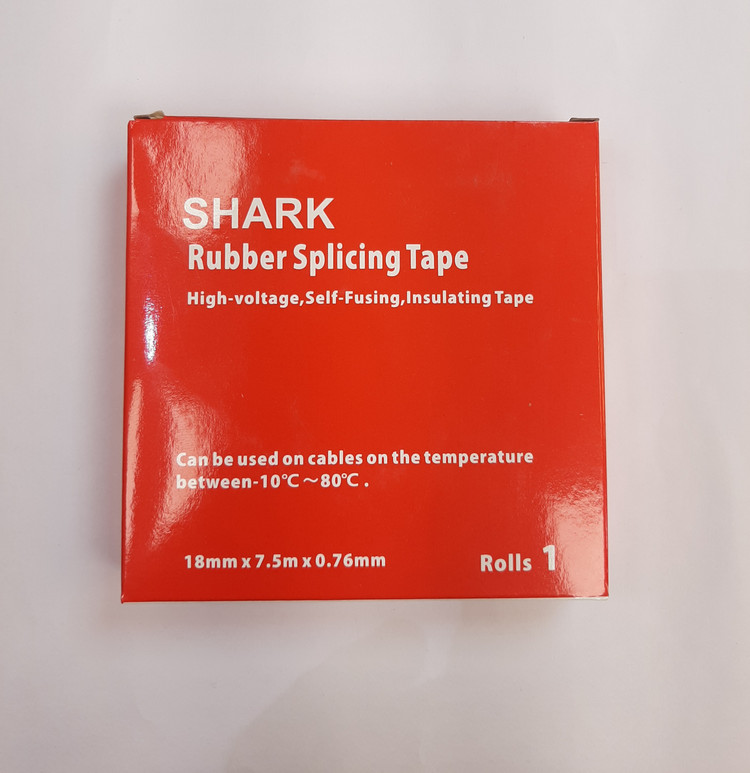 SHARK
Rubber Splicing Tape
High-voltage,Self-Fusing,Insulating Tape
Can be used on cables on the temperature
between-10℃～80℃.
18mm x 7.5m x 0.76mm
Rolls 1